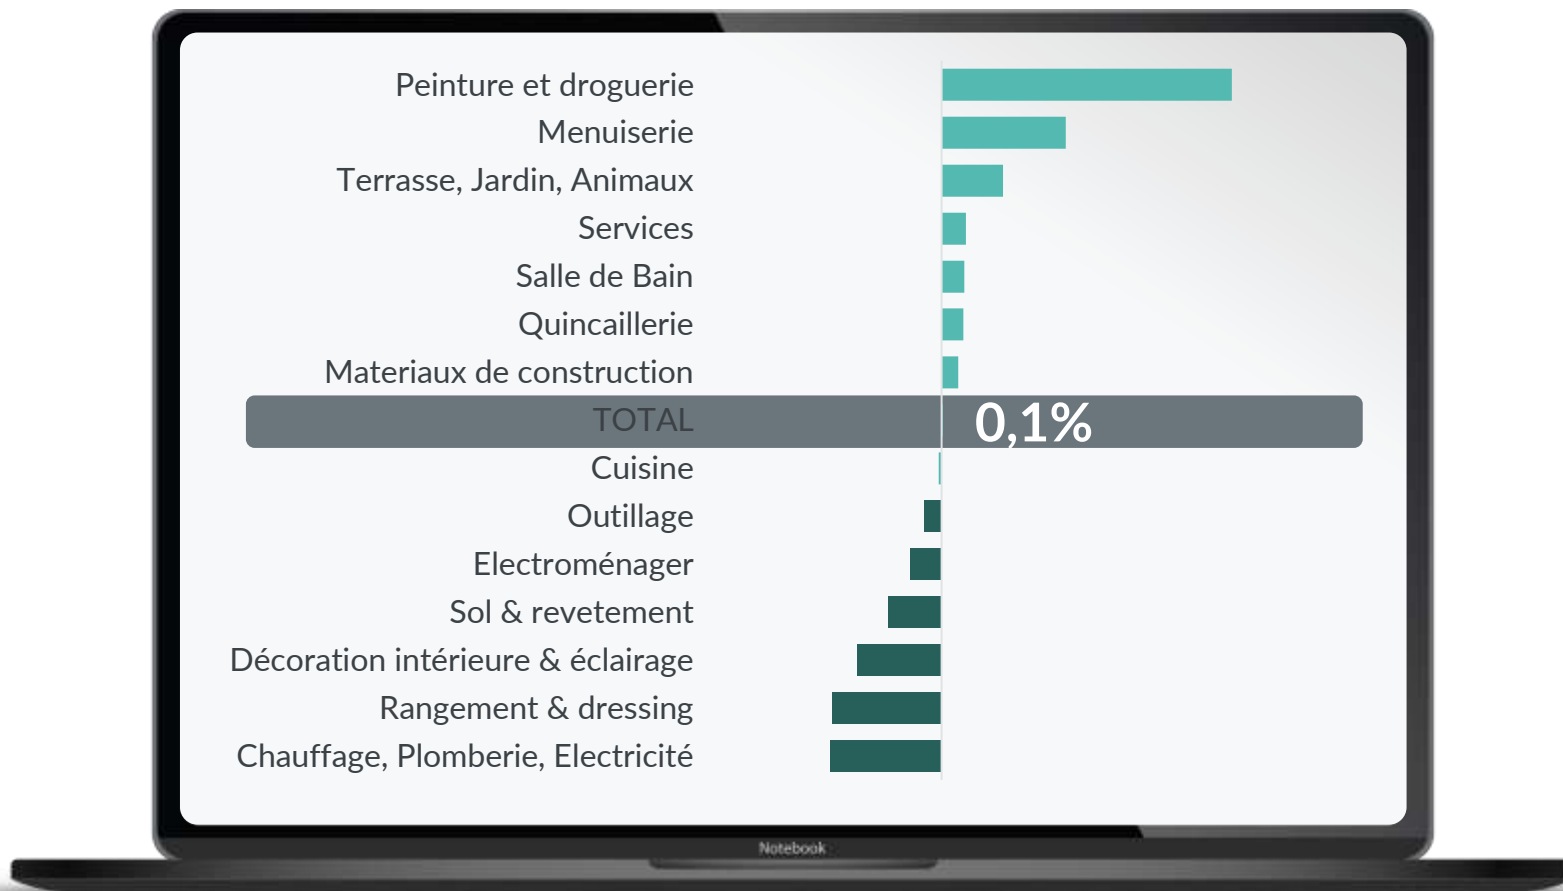 Peinture et droguerie
Menuiserie
Terrasse, Jardin, Animaux
Services
Salle de Bain
Quincaillerie
Materiaux de construction
TOTAL 0,1%
Cuisine
Outillage
Electroménager
Sol & revetement
Décoration intérieure & éclairage
Rangement & dressing
Chauffage, Plomberie, Electricité
Notebook